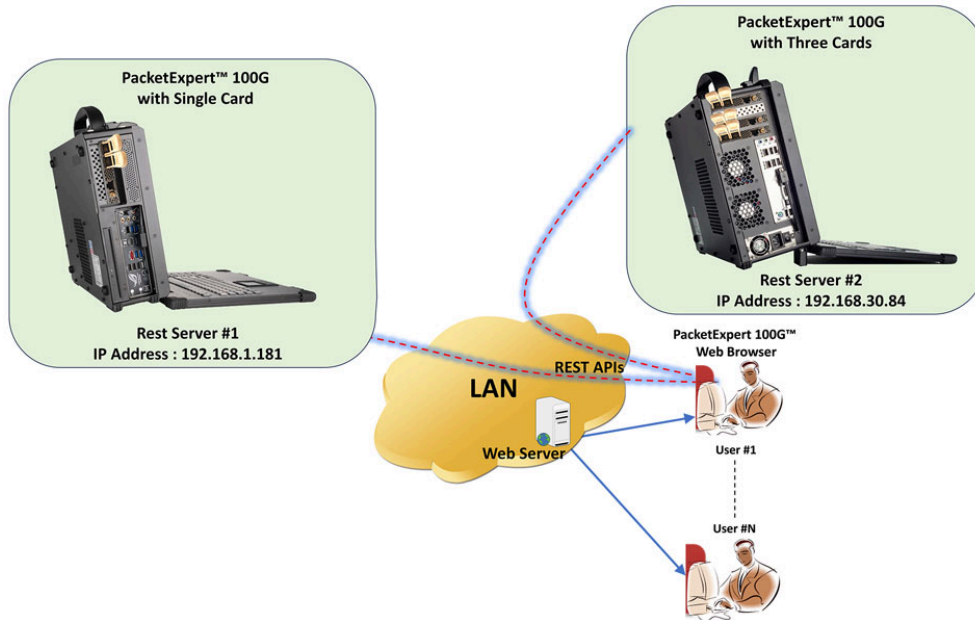 PacketExpert™ 100G
with Single Card
Rest Server #1
IP Address : 192.168.1.181
PacketExpert™ 100G
with Three Cards
Rest Server #2
IP Address : 192.168.30.84
PacketExpert 100G™
Web Browser
REST APIs
LAN
Web Server
User #1
User #N